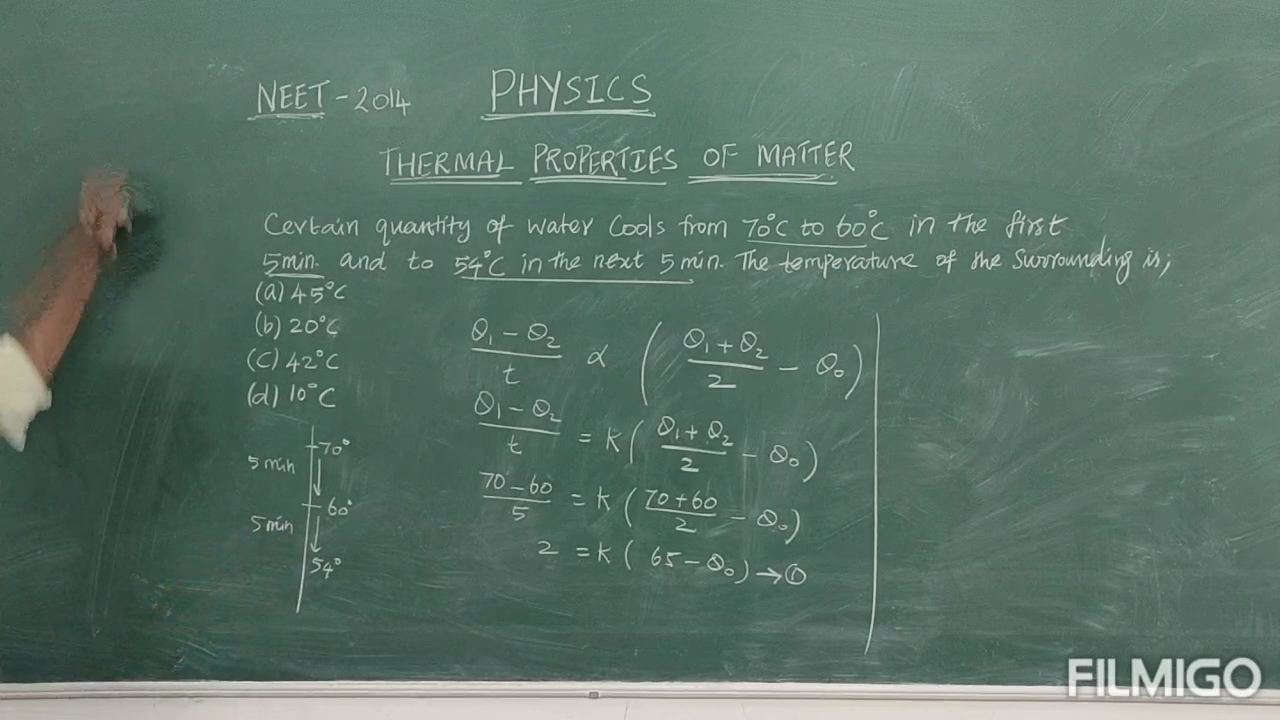 NEET - 2014 PHYSICS
THERMAL PROPERTIES OF MATTER
Certain quantity of water Cools from 70°C to 60°C in the first
5min. and to 54°C in the next 5 min. The temperature of the Surrounding is;
(a) 45°C
(b) 20°C
(c) 42°C
(d) 10°C
70°
5 min
60°
5 min
54°
θ₁ - θ₂ / t ∝ ( θ₁ + θ₂ / 2 - θ₀ )
θ₁ - θ₂ / t = K ( θ₁ + θ₂ / 2 - θ₀ )
70 - 60 / 5 = K ( 70 + 60 / 2 - θ₀ )
2 = K ( 65 - θ₀ ) → ①
FILMIGO